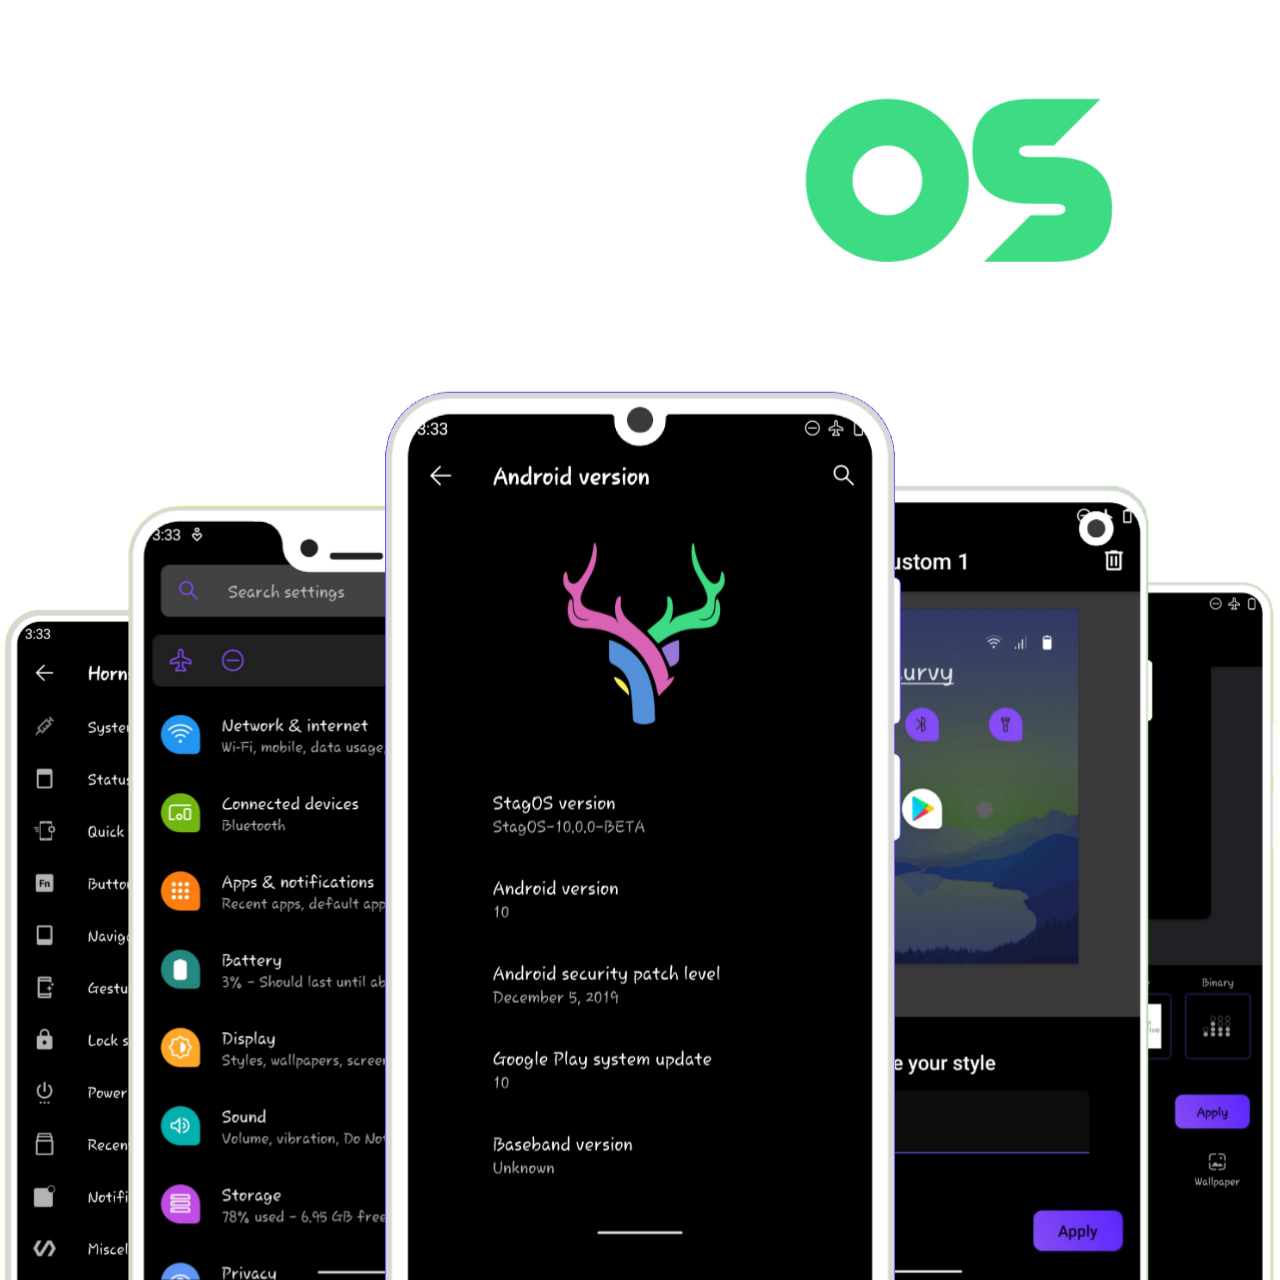 OS
3:33
Horn
Syste
Status
Quick
Fn
Butto
Naviga
Gestu
Lock s
Power
Recen
Notifi
Miscel
3:33
Search settings
Network & internet
Wi-Fi, mobile, data usage,
Connected devices
Bluetooth
Apps & notifications
Recent apps, default app
Battery
3% – Should last until ab
Display
Styles, wallpapers, screen
Sound
Volume, vibration, Do Not
Storage
78% used – 6.95 GB free
Privacy
3:33
Android version
StagOS version
StagOS-10.0.0-BETA
Android version
10
Android security patch level
December 5, 2019
Google Play system update
10
Baseband version
Unknown
ustom 1
urvy
e your style
Apply
Binary
ive
Apply
Wallpaper